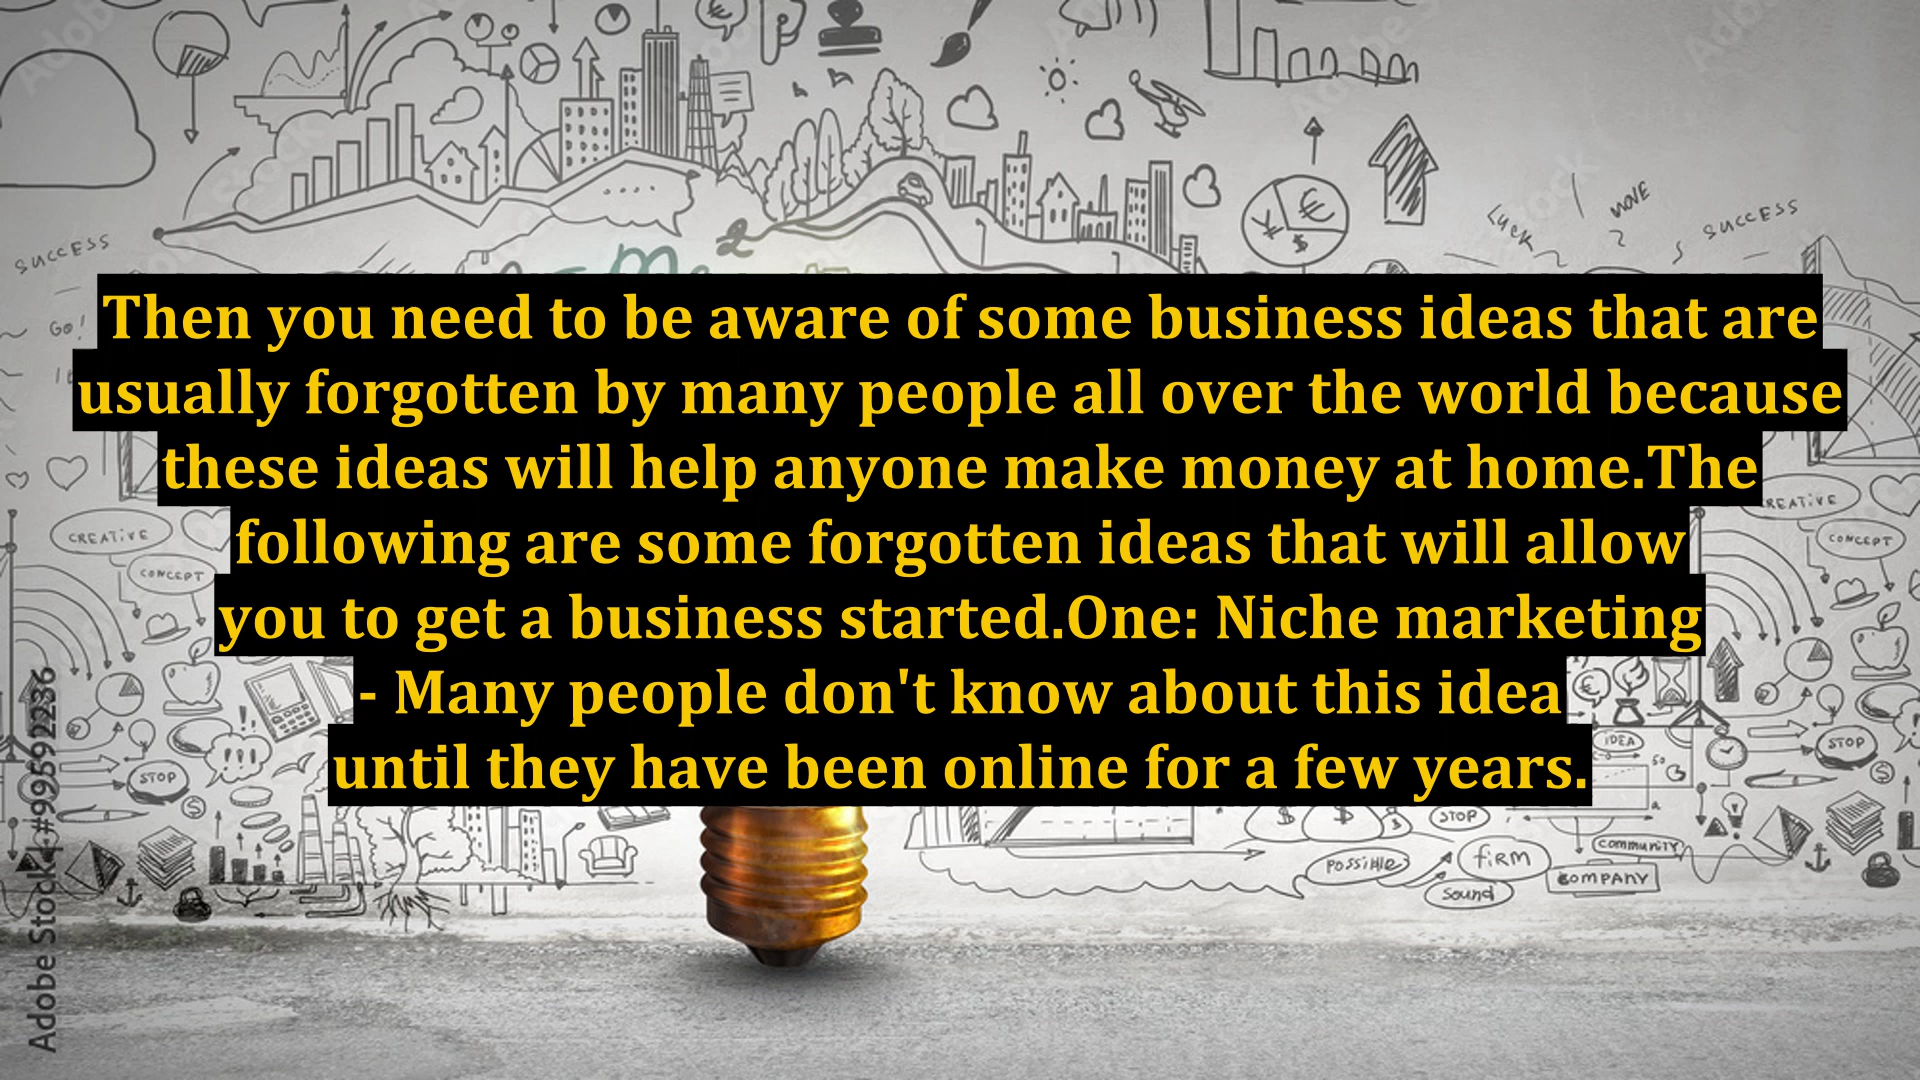 SUCCESS
Luck
MOVE
SUCCESS
Then you need to be aware of some business ideas that are
usually forgotten by many people all over the world because
these ideas will help anyone make money at home.The
following are some forgotten ideas that will allow
you to get a business started.One: Niche marketing
- Many people don't know about this idea
until they have been online for a few years.
GO!
CREATIVE
CONCEPT
CREATIVE
CONCEPT
IDEA
STOP
STOP
STOP
POSSIBLE
FIRM
Sound
community
COMPANY
Adobe Stock | #99592236